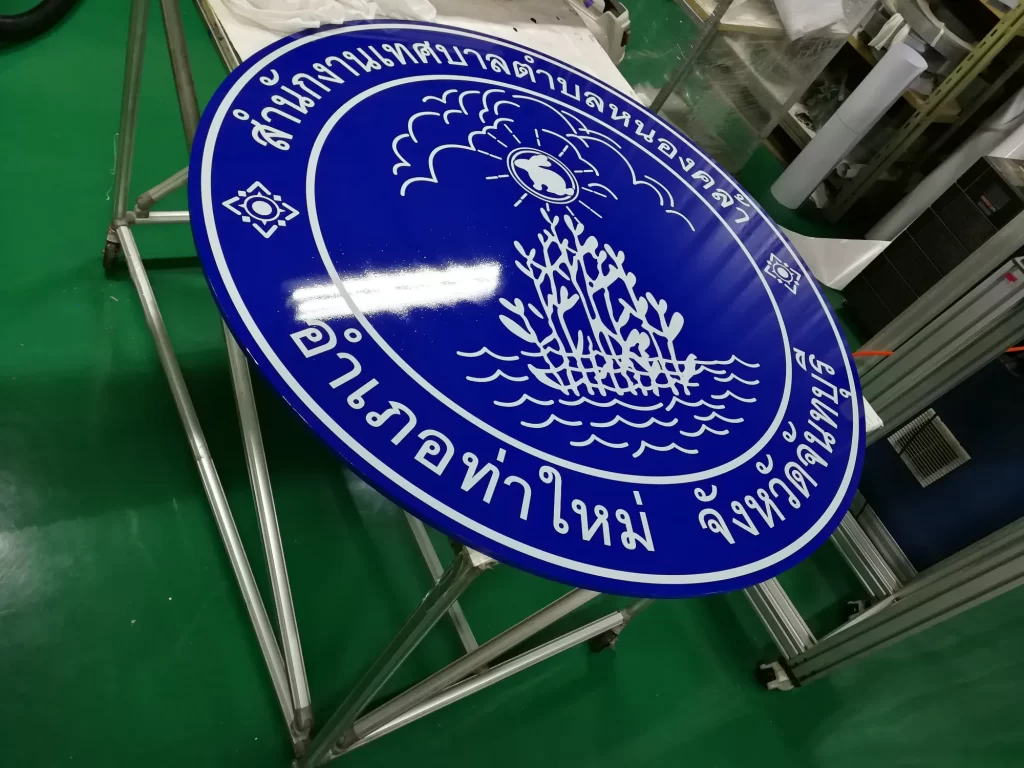 สำนักงานเทศบาลตำบลหนองคล้า
อำเภอท่าใหม่ จังหวัดจันทบุรี